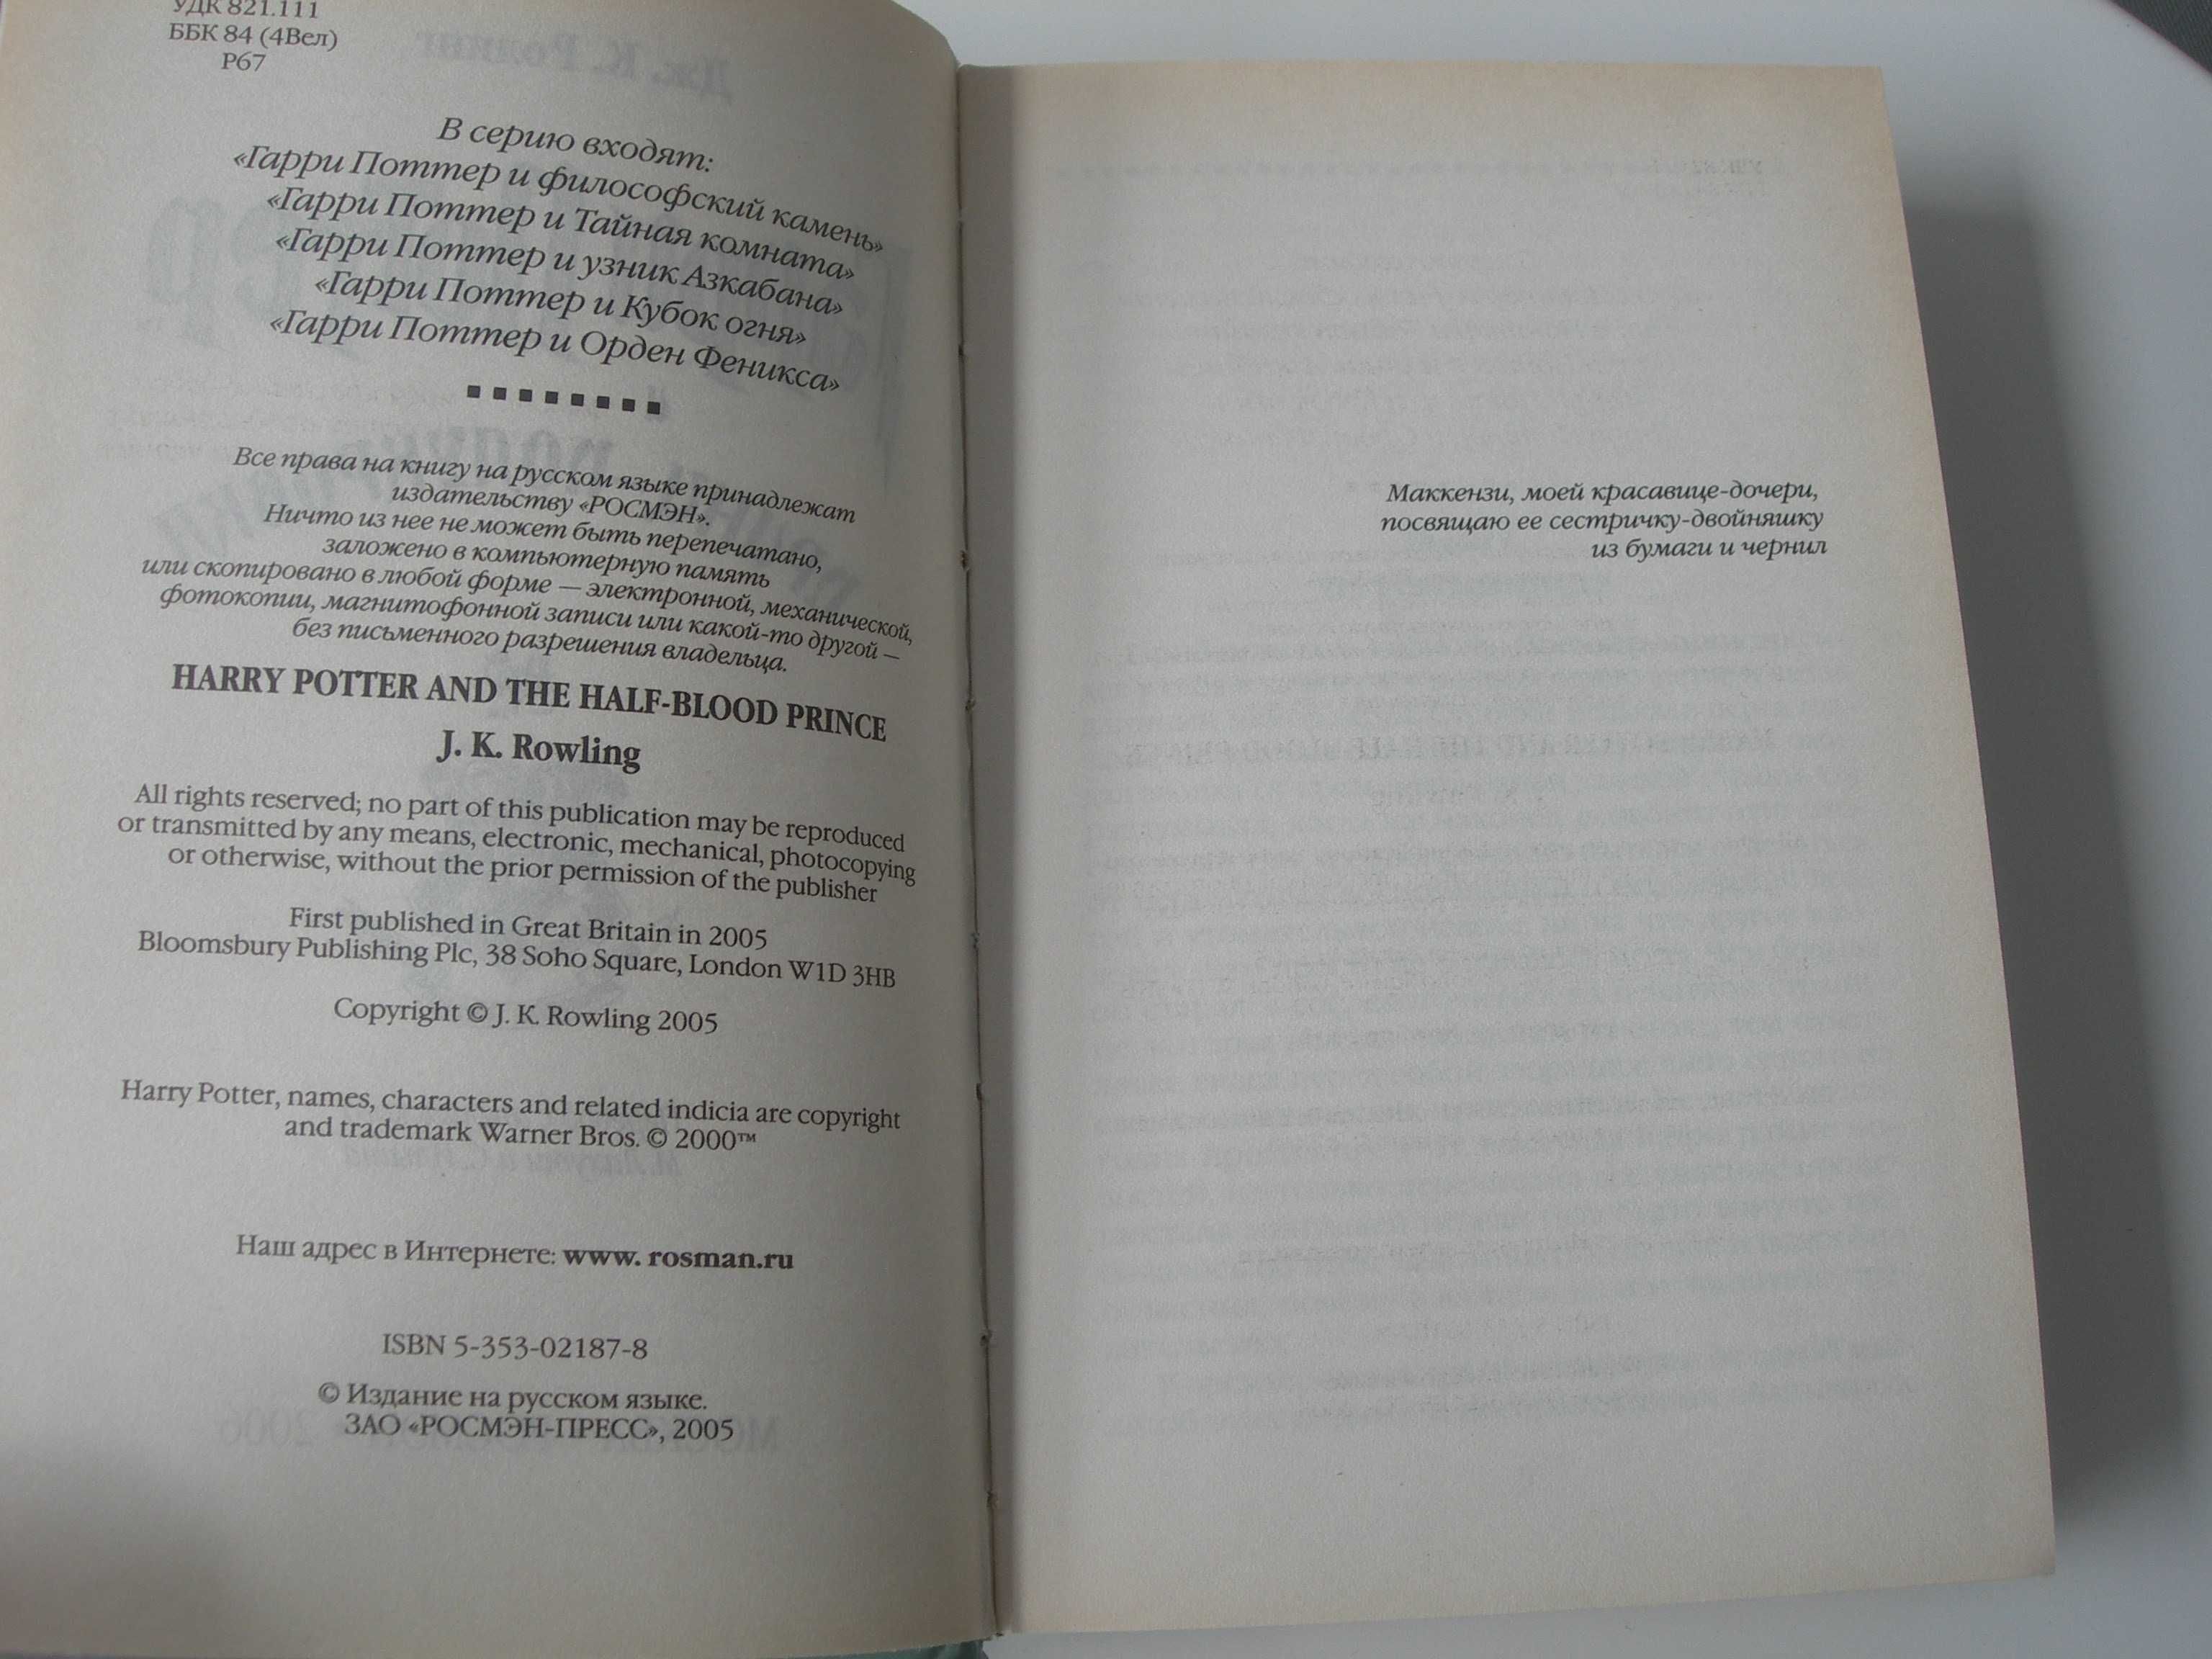 УДК 821.111
ББК 84 (4Вел)
Р67
В серию входят:
«Гарри Поттер и философский камень»
«Гарри Поттер и Тайная комната»
«Гарри Поттер и узник Азкабана»
«Гарри Поттер и Кубок огня»
«Гарри Поттер и Орден Феникса»
Все права на книгу на русском языке принадлежат
издательству «РОСМЭН».
Ничто из нее не может быть перепечатано,
заложено в компьютерную память
или скопировано в любой форме — электронной, механической,
фотокопии, магнитофонной записи или какой-то другой —
без письменного разрешения владельца.
HARRY POTTER AND THE HALF-BLOOD PRINCE
J. K. Rowling
All rights reserved; no part of this publication may be reproduced
or transmitted by any means, electronic, mechanical, photocopying
or otherwise, without the prior permission of the publisher
First published in Great Britain in 2005
Bloomsbury Publishing Plc, 38 Soho Square, London W1D 3HB
Copyright © J. K. Rowling 2005
Harry Potter, names, characters and related indicia are copyright
and trademark Warner Bros. © 2000™
Наш адрес в Интернете: www. rosman.ru
ISBN 5-353-02187-8
© Издание на русском языке.
ЗАО «РОСМЭН-ПРЕСС», 2005
Маккензи, моей красавице-дочери,
посвящаю ее сестричку-двойняшку
из бумаги и чернил